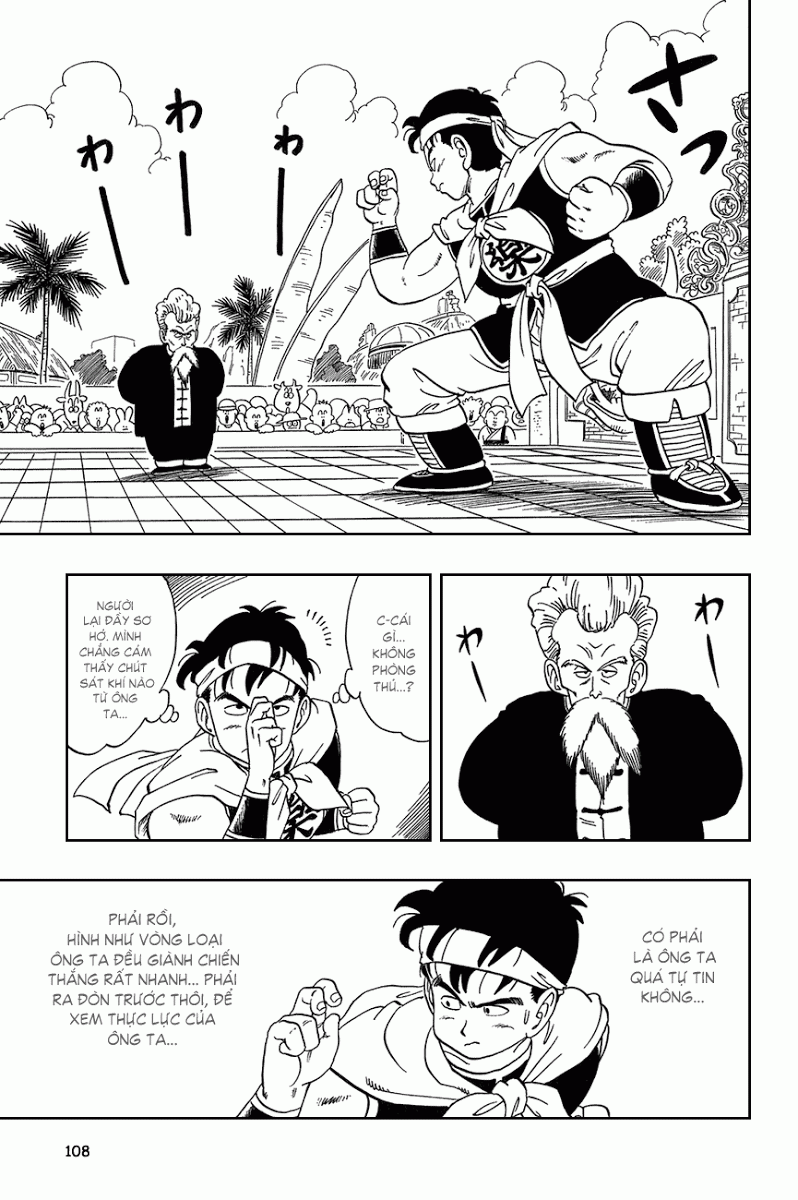 サッ
わー
わー
わー
わー
わー
C-CÁI
GÌ...
KHÔNG
PHÒNG
THỦ...?
NGƯỜI
LẠI ĐẦY SƠ
HỞ. MÌNH
CHẲNG CẢM
THẤY CHÚT
SÁT KHÍ NÀO
TỪ ÔNG
TA...
CÓ PHẢI
LÀ ÔNG TA
QUÁ TỰ TIN
KHÔNG...
PHẢI RỒI,
HÌNH NHƯ VÒNG LOẠI
ÔNG TA ĐỀU GIÀNH CHIẾN
THẮNG RẤT NHANH... PHẢI
RA ĐÒN TRƯỚC THÔI, ĐỂ
XEM THỰC LỰC CỦA
ÔNG TA...
108